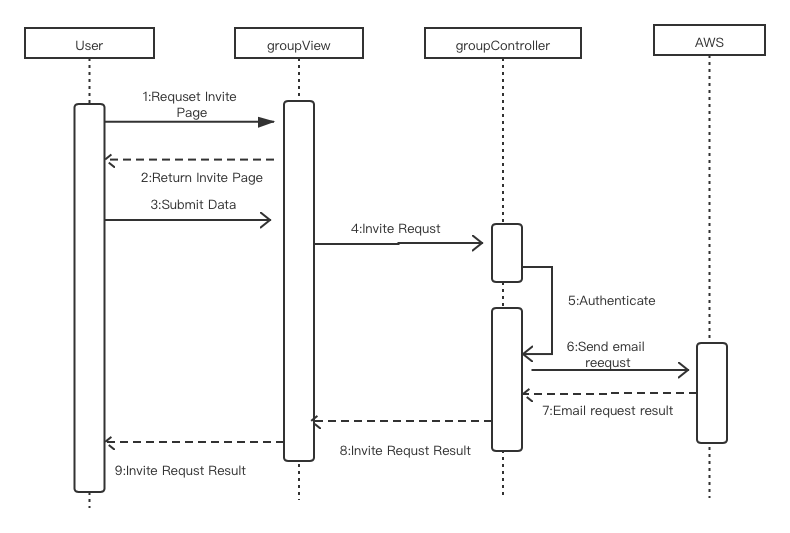 User
groupView
groupController
AWS
1:Requset Invite
Page
2:Return Invite Page
3:Submit Data
4:Invite Requst
5:Authenticate
6:Send email
reequst
7:Email request result
8:Invite Requst Result
9:Invite Requst Result